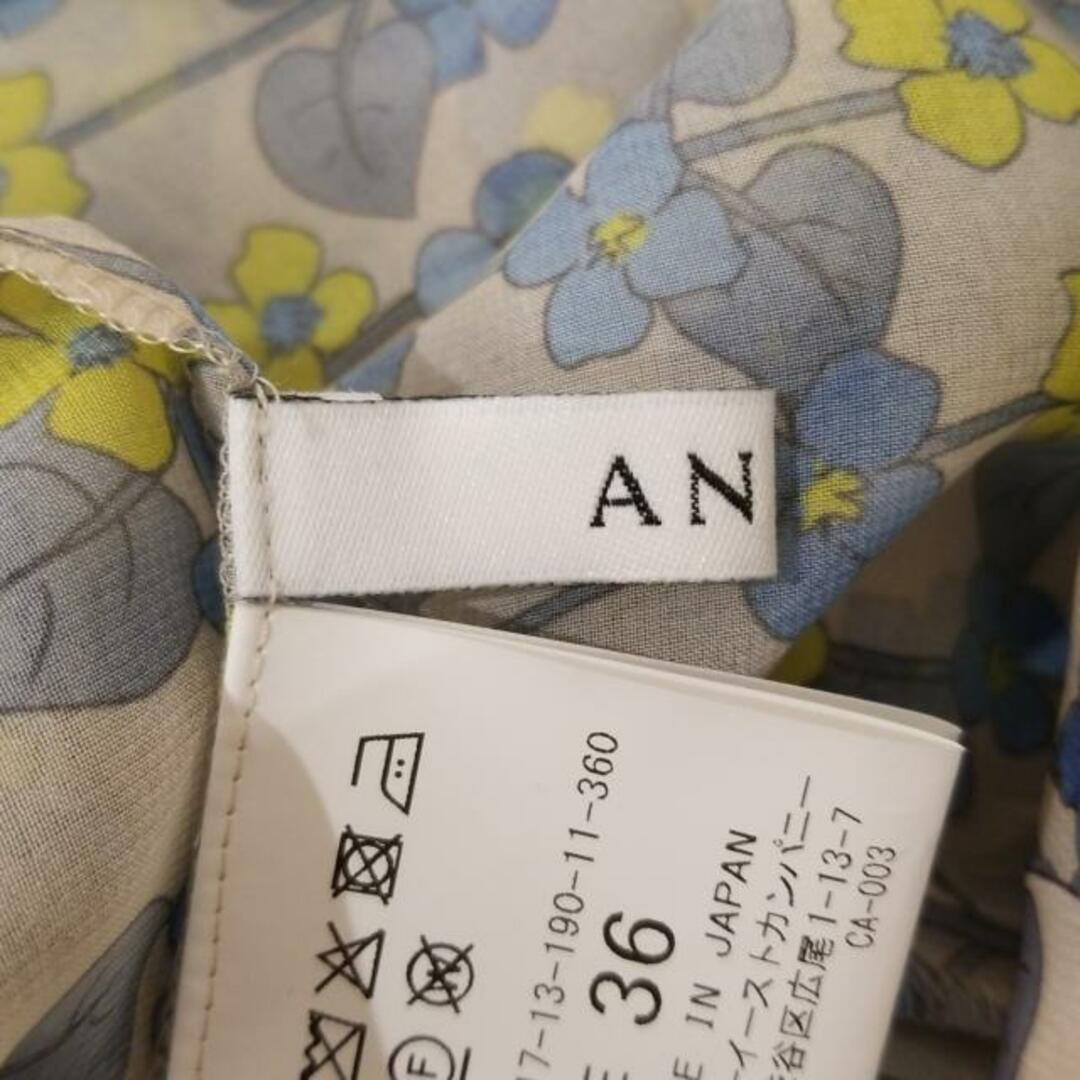 AN
17-13-190-11-360
36
IN JAPAN
イーストカンパニー
谷区広尾1-13-7
CA-003
F